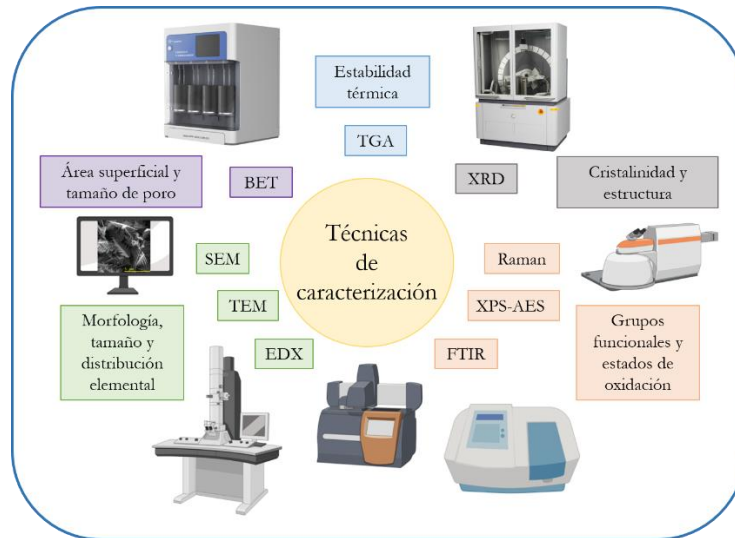 Estabilidad
térmica
TGA
Área superficial y
tamaño de poro
BET
XRD
Cristalinidad y
estructura
Técnicas
de
caracterización
SEM
TEM
EDX
Morfología,
tamaño y
distribución
elemental
Raman
XPS-AES
FTIR
Grupos
funcionales y
estados de
oxidación